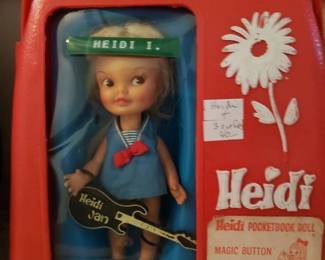 HEIDI I.
Heidi
Jan
Heidi
Heidi POCKETBOOK DOLL
MAGIC BUTTON